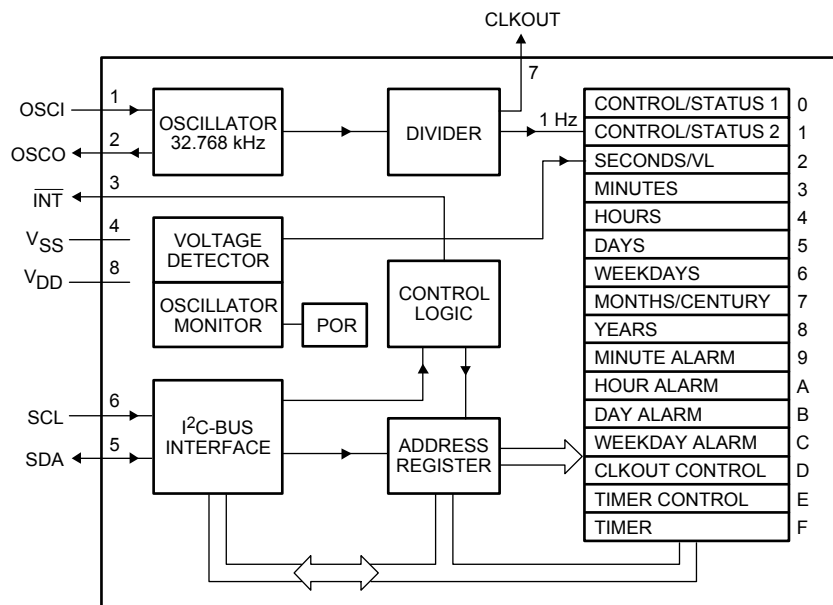 CLKOUT
7
OSCI
1
OSCILLATOR
32.768 kHz
DIVIDER
1 Hz
OSCO
2
INT
3
VSS
4
VDD
8
VOLTAGE
DETECTOR
OSCILLATOR
MONITOR
POR
CONTROL
LOGIC
SCL
6
SDA
5
I2C-BUS
INTERFACE
ADDRESS
REGISTER
CONTROL/STATUS 1 0
CONTROL/STATUS 2 1
SECONDS/VL 2
MINUTES 3
HOURS 4
DAYS 5
WEEKDAYS 6
MONTHS/CENTURY 7
YEARS 8
MINUTE ALARM 9
HOUR ALARM A
DAY ALARM B
WEEKDAY ALARM C
CLKOUT CONTROL D
TIMER CONTROL E
TIMER F